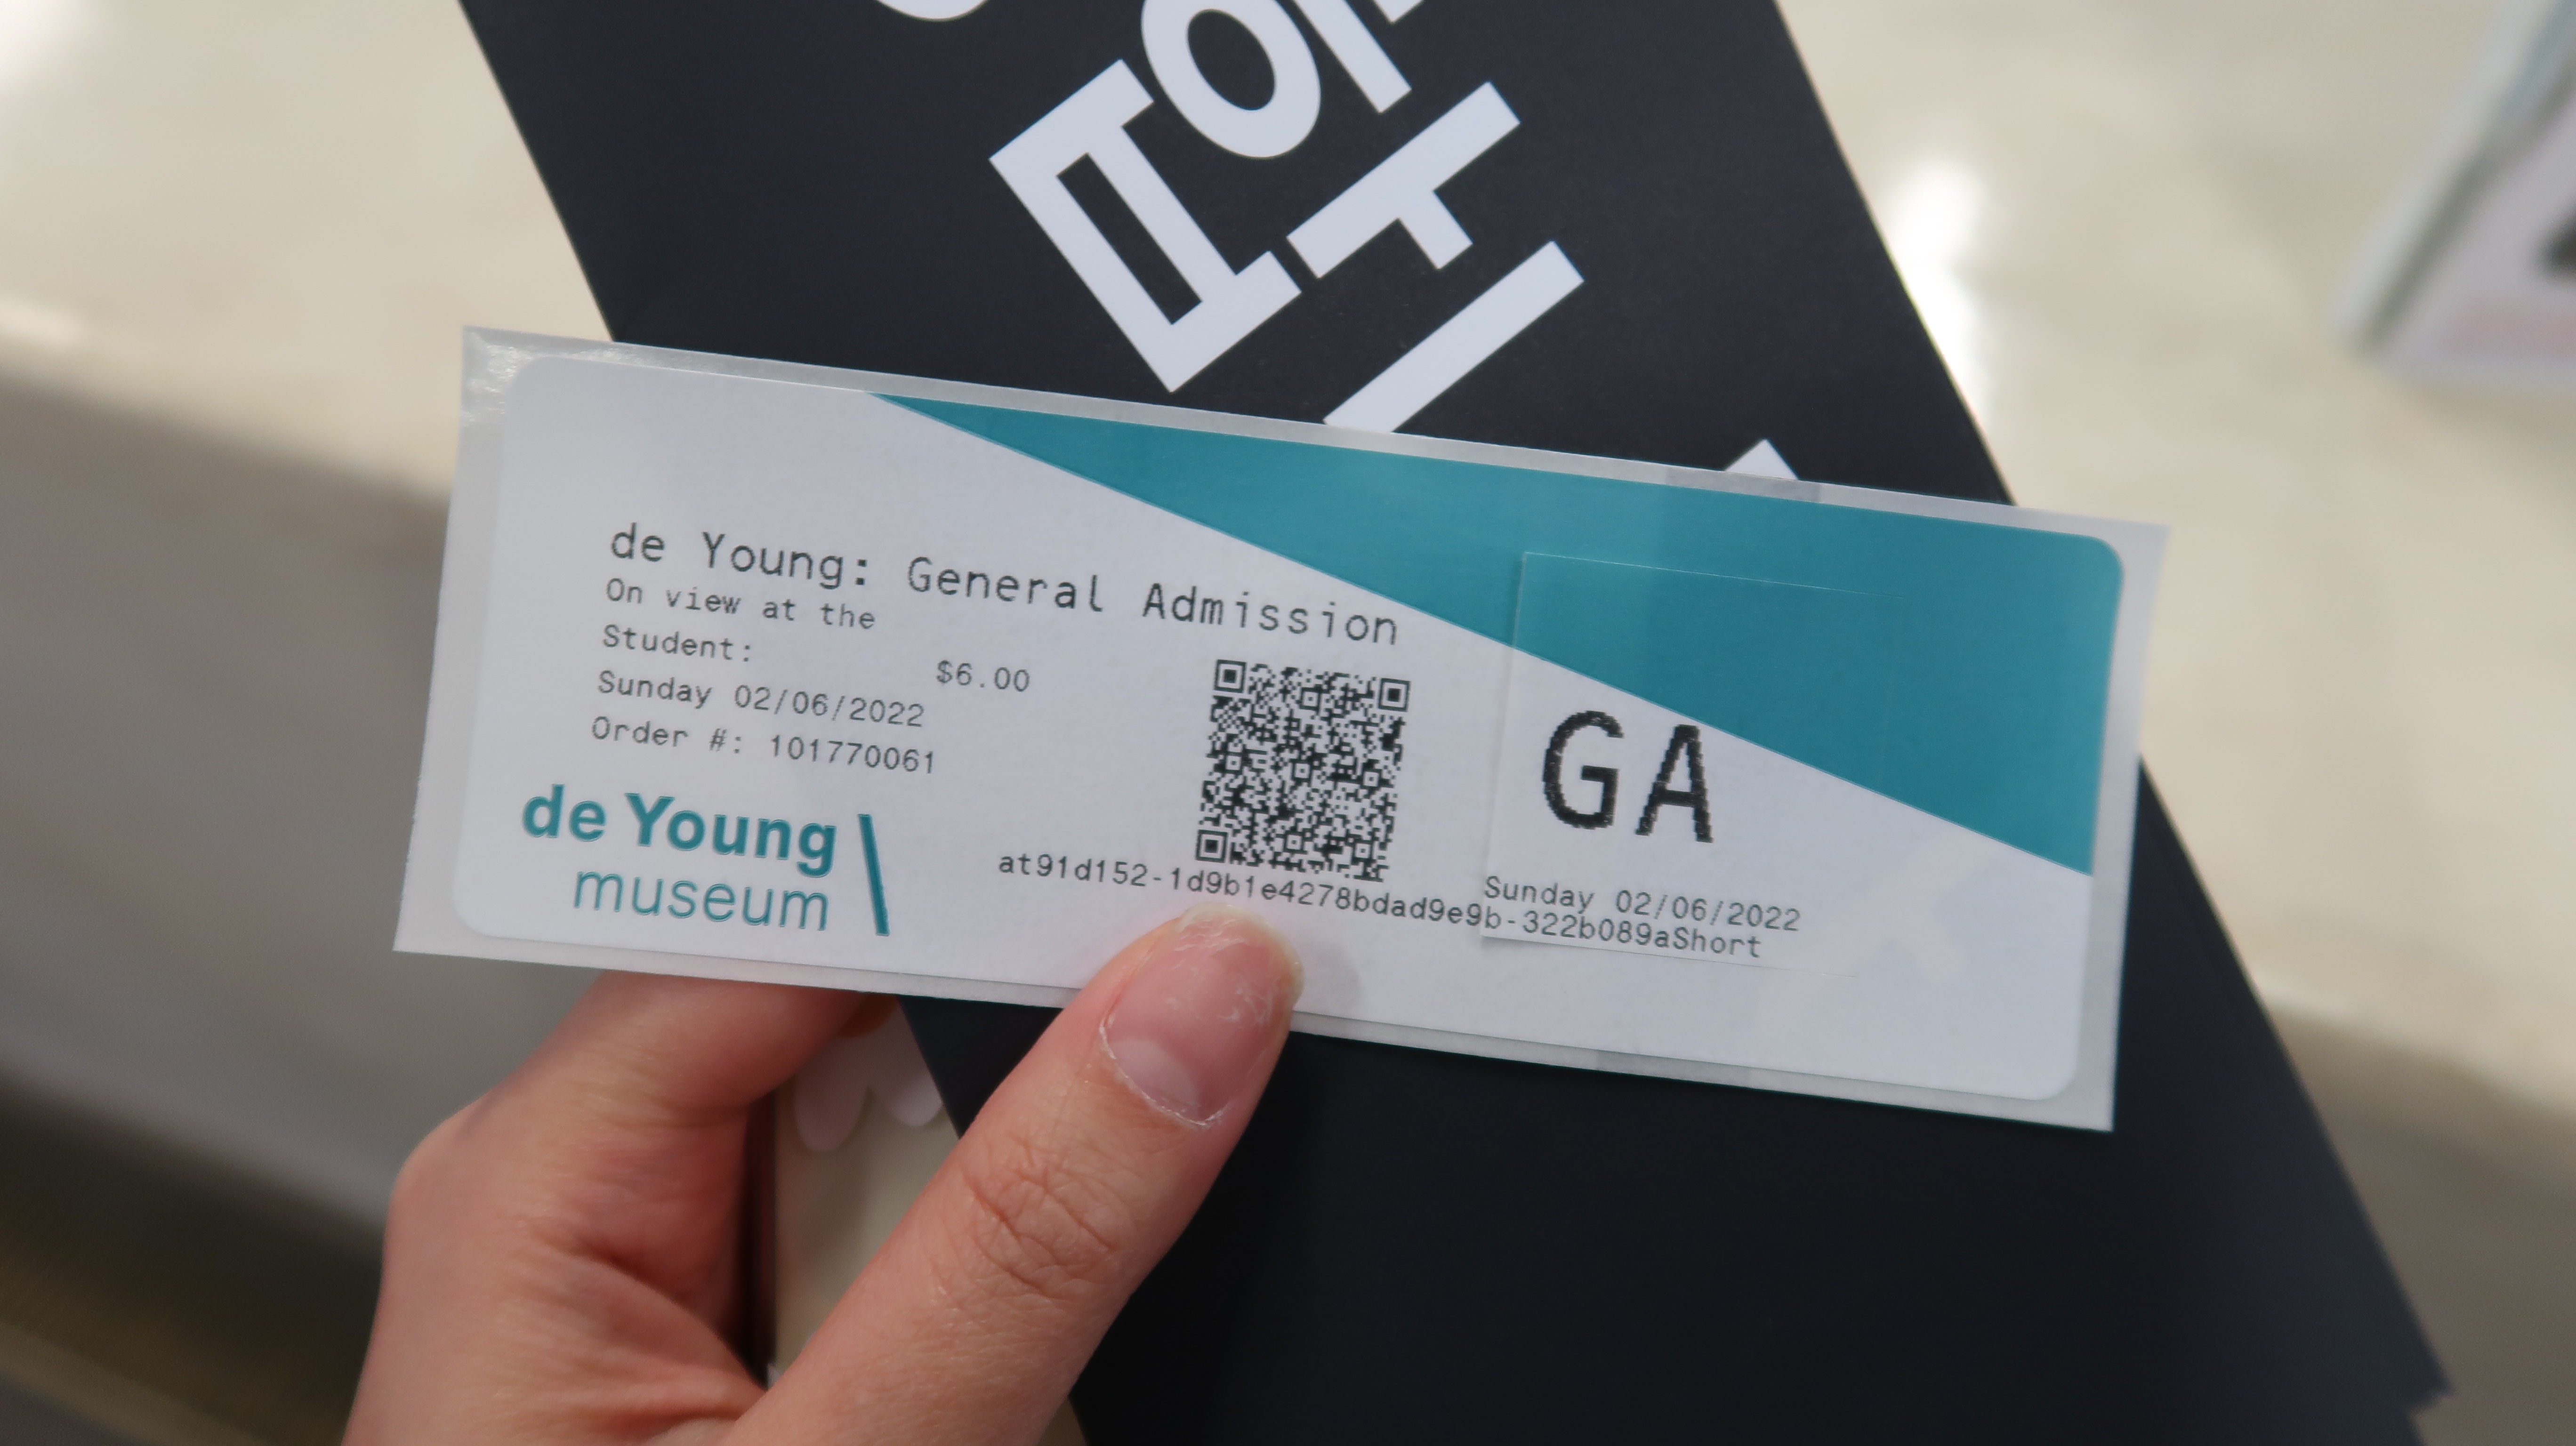 de Young: General Admission
On view at the
Student: $6.00
Sunday 02/06/2022
Order #: 101770061
de Young
museum
at91d152-1d9b1e4278bdad9e9b-322b089aShort
GA
Sunday 02/06/2022